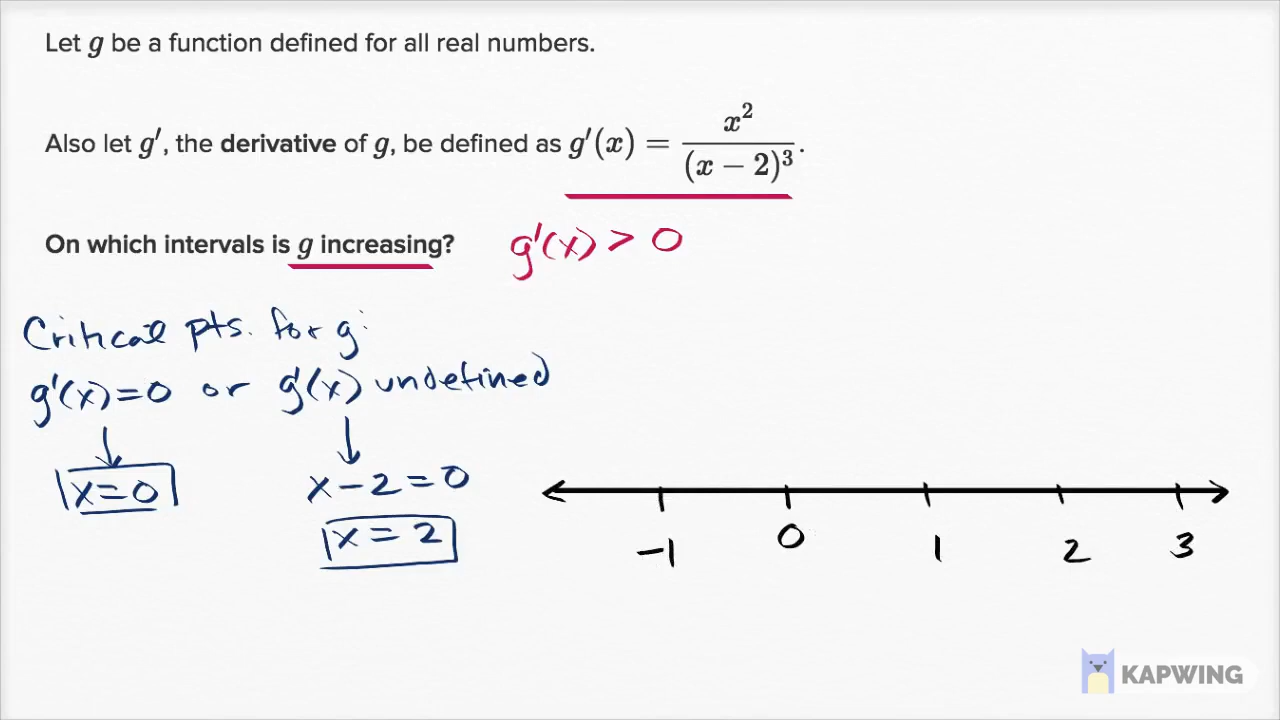 Let g be a function defined for all real numbers.
Also let g′, the derivative of g, be defined as g′(x) = x²/(x − 2)³.
On which intervals is g increasing? g'(x) > 0
Critical pts. for g:
g'(x)=0 or g'(x) undefined
x=0
x-2=0
x=2
-1 0 1 2 3
KAPWING